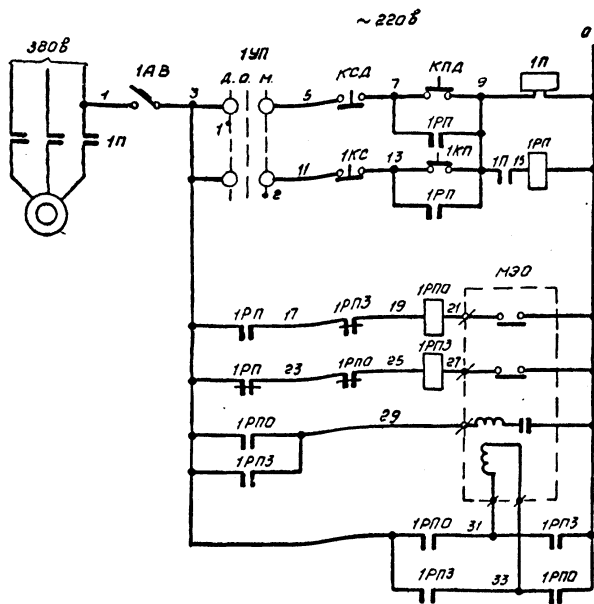 ~ 220в
0
380в
1АВ
1УП
Д. О. М.
КСД
КПД
1П
1
3
5
7
9
1
1П
1РП
1КС
1КП
1П
15
1РП
11
13
2
1РП
МЭО
1РП
17
1РПЗ
19
1РПО
21
1РП
23
1РПО
25
1РПЗ
27
1РПО
29
1РПЗ
1РПО
31
1РПЗ
1РПЗ
33
1РПО